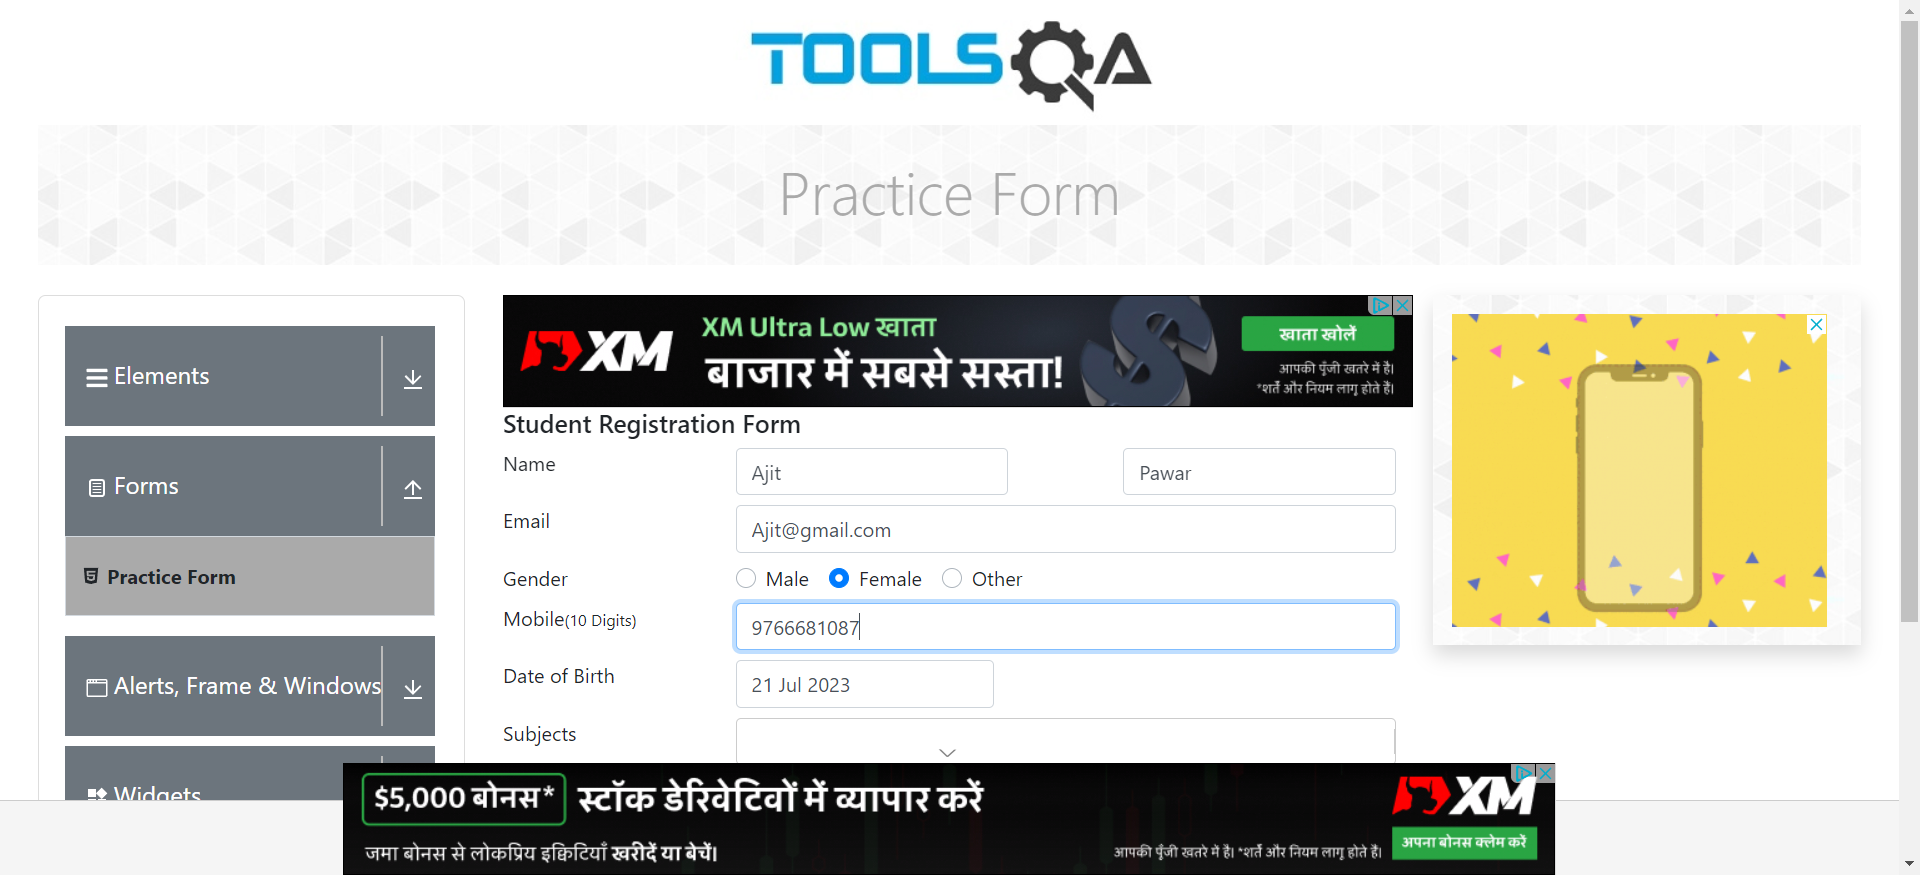 TOOLSQA
Practice Form
Elements
Forms
Practice Form
Alerts, Frame & Windows
Widgets
XM
XM Ultra Low खाता
बाजार में सबसे सस्ता!
खाता खोलें
आपकी पूँजी खतरे में है।
*शर्तें और नियम लागू होते हैं।
Student Registration Form
Name
Ajit
Pawar
Email
Ajit@gmail.com
Gender
Male
Female
Other
Mobile(10 Digits)
9766681087
Date of Birth
21 Jul 2023
Subjects
$5,000 बोनस*
स्टॉक डेरिवेटिवों में व्यापार करें
जमा बोनस से लोकप्रिय इक्विटियाँ खरीदें या बेचें।
आपकी पूँजी खतरे में है। *शर्तें और नियम लागू होते हैं।
XM
अपना बोनस क्लेम करें